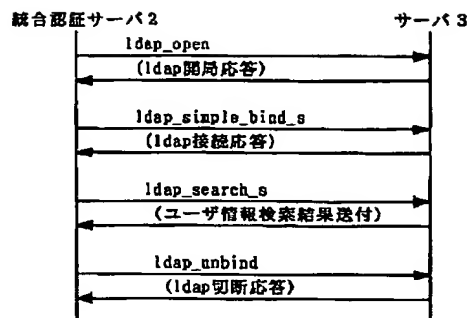 統合認証サーバ2 サーバ3
ldap_open
(ldap開局応答)
ldap_simple_bind_s
(ldap接続応答)
ldap_search_s
(ユーザ情報検索結果送付)
ldap_unbind
(ldap切断応答)